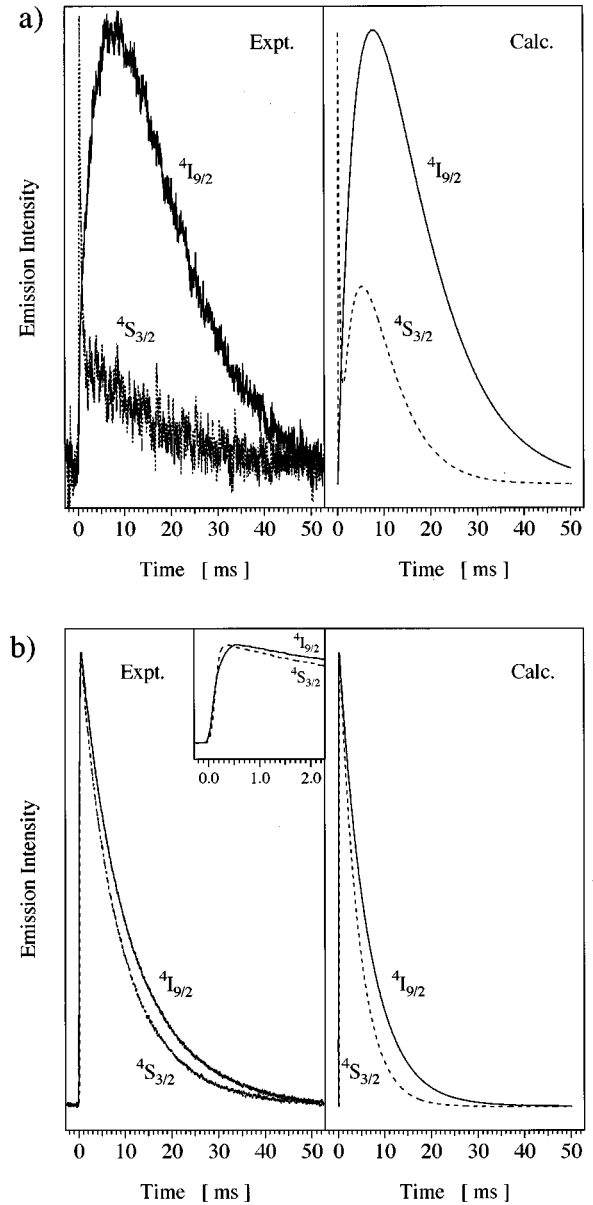 a)
Expt.
Calc.
⁴I₉/₂
⁴I₉/₂
⁴S₃/₂
⁴S₃/₂
Emission Intensity
0 10 20 30 40 50
0 10 20 30 40 50
Time [ ms ]
Time [ ms ]
b)
Expt.
⁴I₉/₂
⁴S₃/₂
0.0 1.0 2.0
Calc.
Emission Intensity
⁴I₉/₂
⁴I₉/₂
⁴S₃/₂
⁴S₃/₂
0 10 20 30 40 50
0 10 20 30 40 50
Time [ ms ]
Time [ ms ]